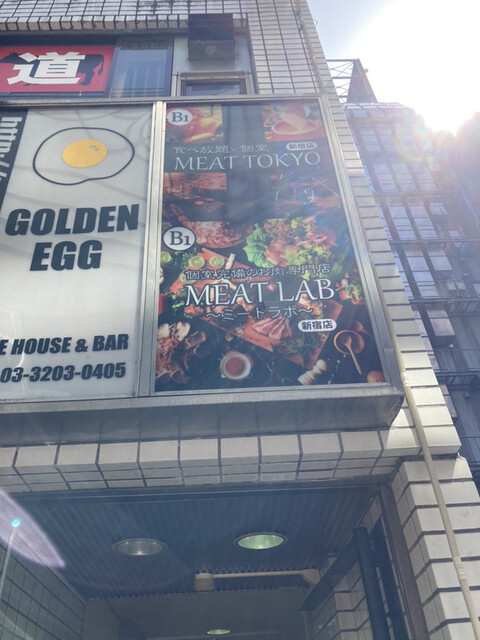 道
http:/
GOLDEN
EGG
E HOUSE & BAR
03-3203-0405
B1
新宿店
食べ放題×個室
MEAT TOKYO
B1
個室完備のお肉専門店
MEAT LAB
〜ミートラボ〜
新宿店